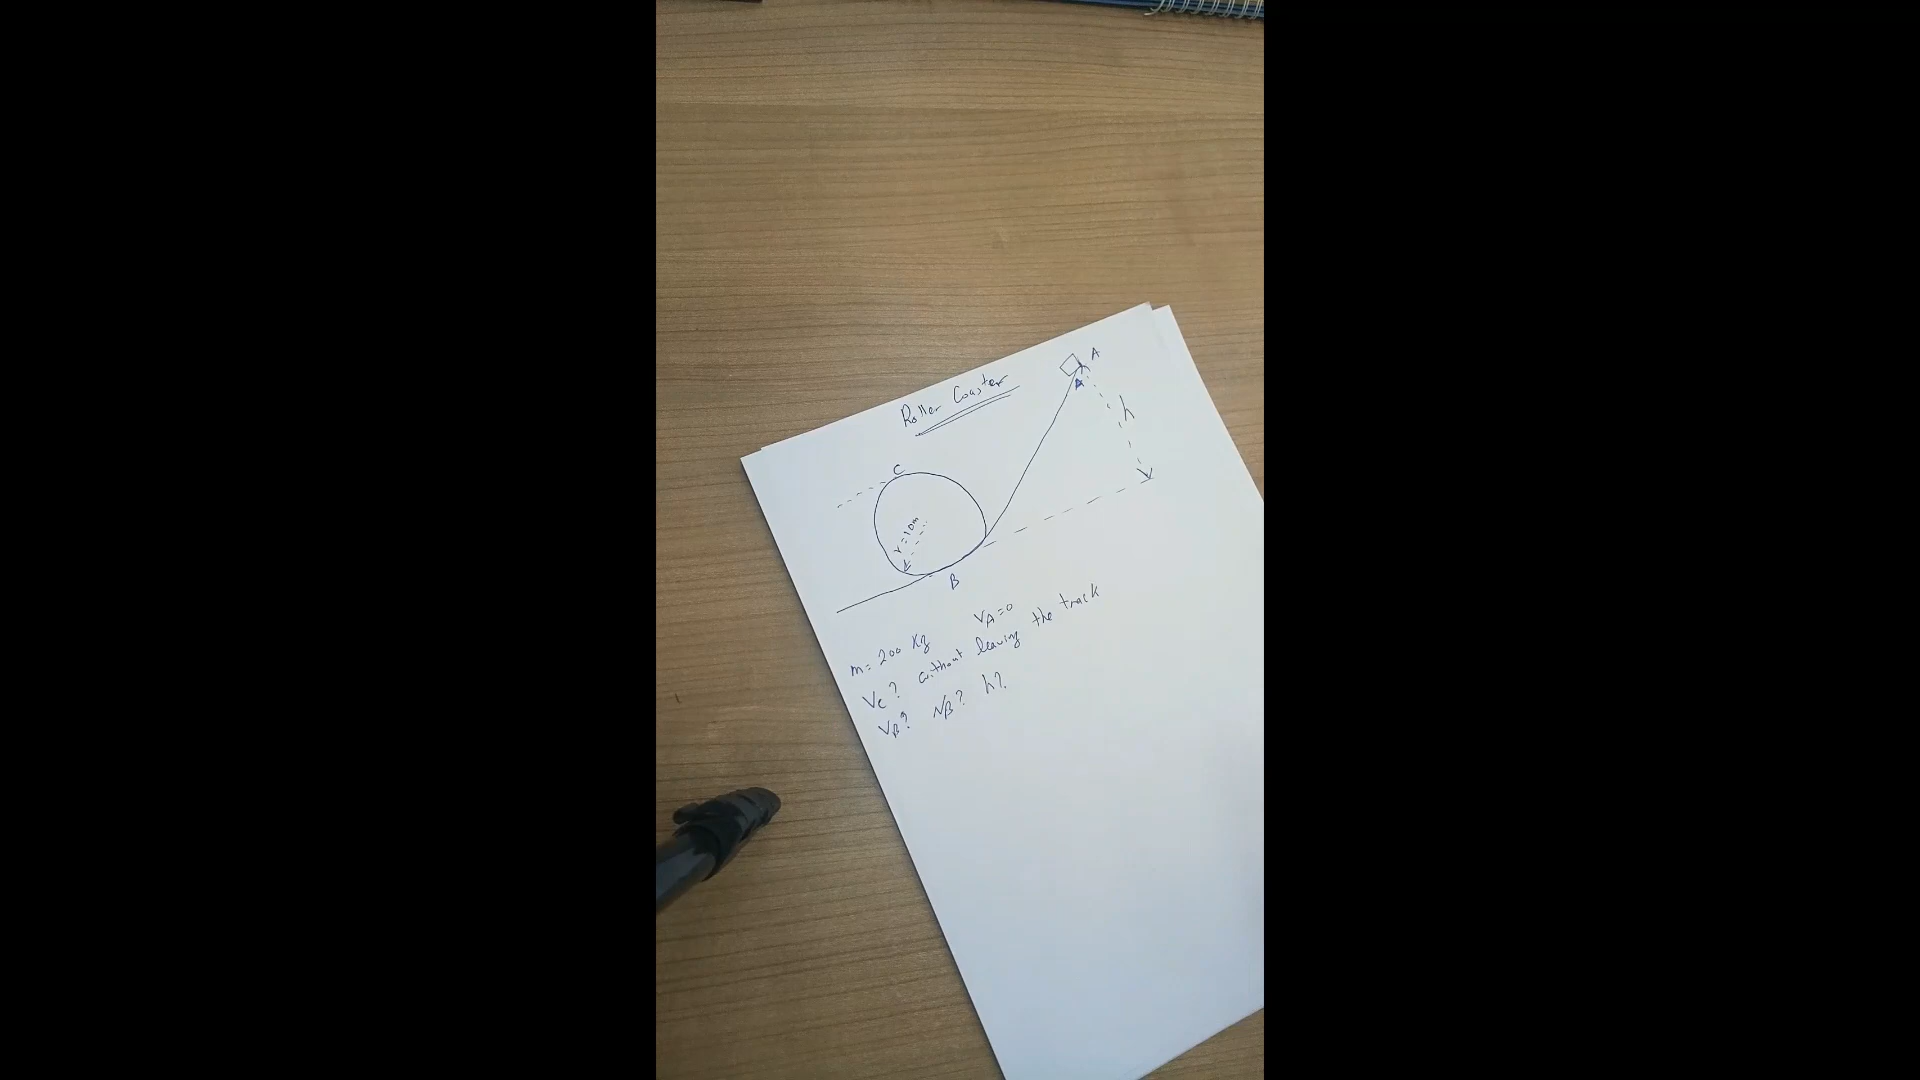 Roller Coaster
A
A
h
C
r=10m
B
m=200 Kg VA=0
Vc? without leaving the track
VB? NB? h?